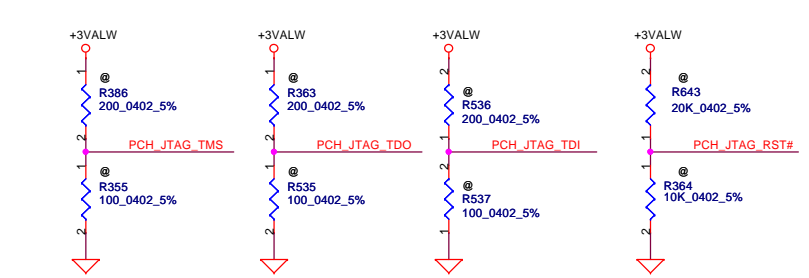 +3VALW +3VALW +3VALW +3VALW
1 @ 1 @ 2 @ 2 @
R386 R363 R536 R643
200_0402_5% 200_0402_5% 200_0402_5% 20K_0402_5%
2 2 1 1
PCH_JTAG_TMS PCH_JTAG_TDO PCH_JTAG_TDI PCH_JTAG_RST#
1 @ 1 @ 2 @ 1 @
R355 R535 R537 R364
100_0402_5% 100_0402_5% 100_0402_5% 10K_0402_5%
2 2 1 2